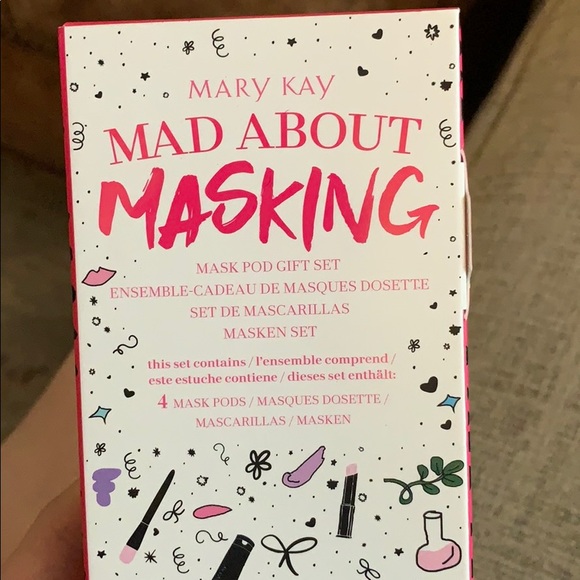 MARY KAY
MAD ABOUT
MASKING
MASK POD GIFT SET
ENSEMBLE-CADEAU DE MASQUES DOSETTE
SET DE MASCARILLAS
MASKEN SET
this set contains / l'ensemble comprend /
este estuche contiene / dieses set enthält:
4 MASK PODS / MASQUES DOSETTE /
MASCARILLAS / MASKEN